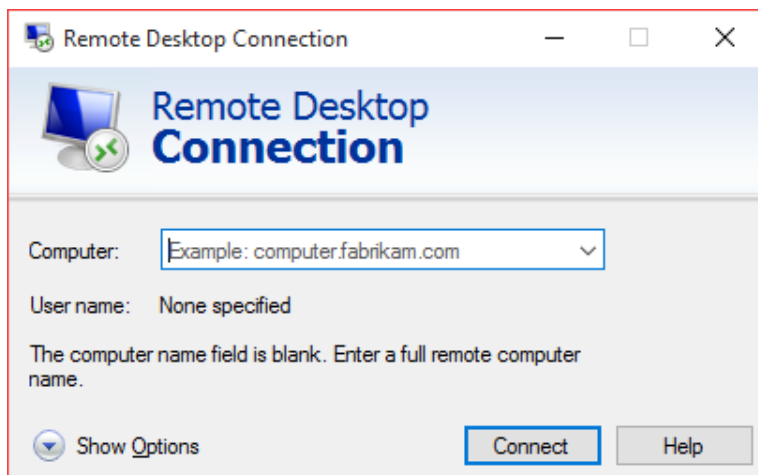 Remote Desktop Connection
Remote Desktop
Connection
Computer:
Example: computer.fabrikam.com
User name:
None specified
The computer name field is blank. Enter a full remote computer
name.
Show Options
Connect
Help